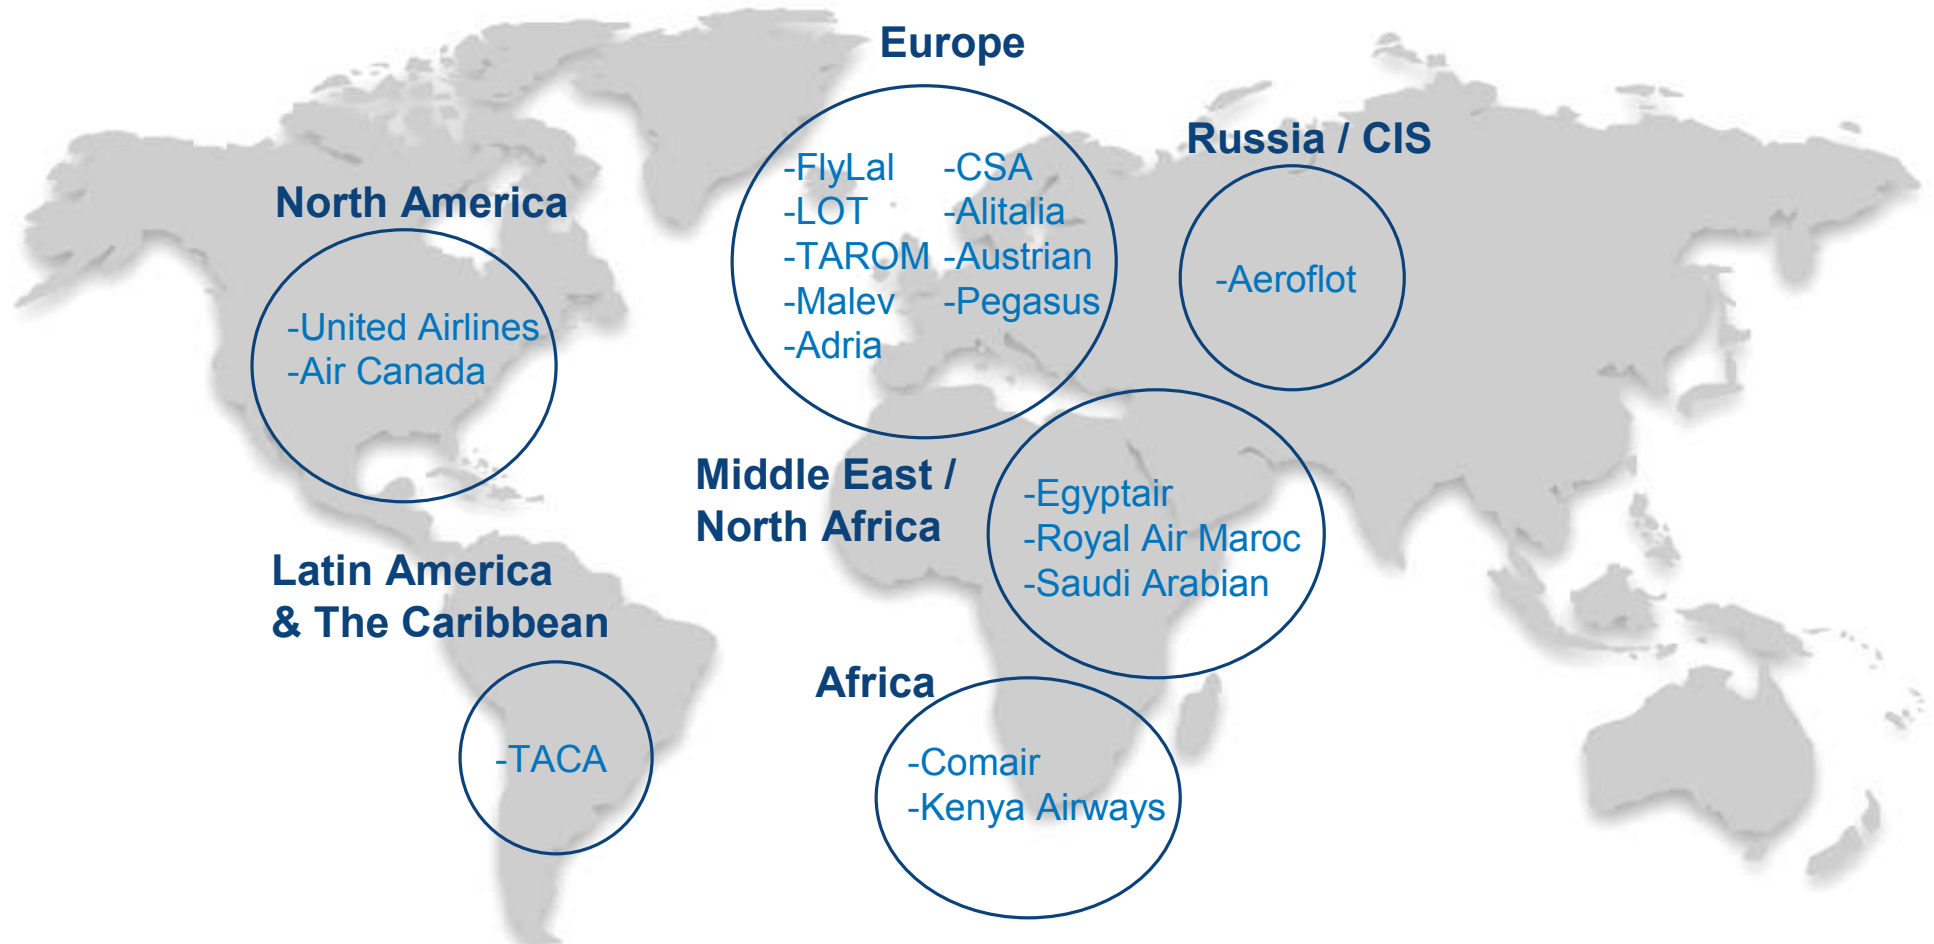 Europe
-FlyLal
-LOT
-TAROM
-Malev
-Adria
-CSA
-Alitalia
-Austrian
-Pegasus
Russia / CIS
-Aeroflot
North America
-United Airlines
-Air Canada
Middle East /
North Africa
-Egyptair
-Royal Air Maroc
-Saudi Arabian
Latin America
& The Caribbean
-TACA
Africa
-Comair
-Kenya Airways